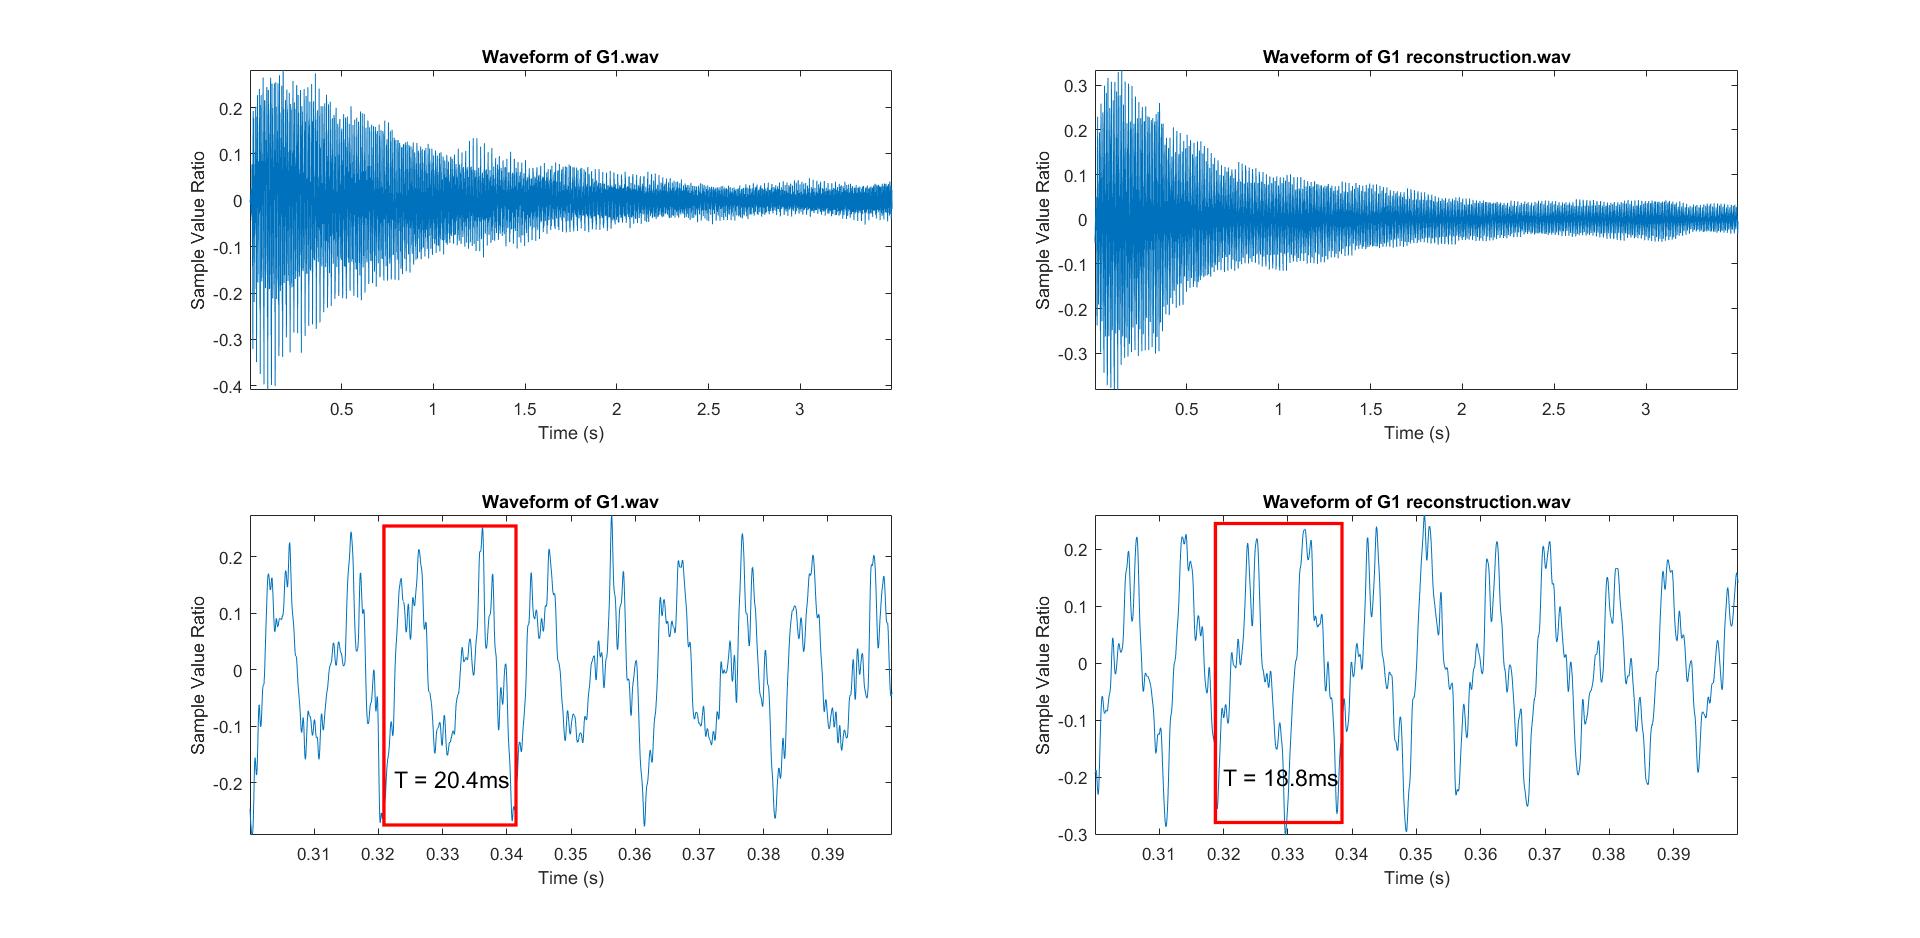 Waveform of G1.wav
Sample Value Ratio
0.2
0.1
0
-0.1
-0.2
-0.3
-0.4
0.5 1 1.5 2 2.5 3
Time (s)
Waveform of G1 reconstruction.wav
Sample Value Ratio
0.3
0.2
0.1
0
-0.1
-0.2
-0.3
0.5 1 1.5 2 2.5 3
Time (s)
Waveform of G1.wav
Sample Value Ratio
0.2
0.1
0
-0.1
-0.2
T = 20.4ms
0.31 0.32 0.33 0.34 0.35 0.36 0.37 0.38 0.39
Time (s)
Waveform of G1 reconstruction.wav
Sample Value Ratio
0.2
0.1
0
-0.1
-0.2
-0.3
T = 18.8ms
0.31 0.32 0.33 0.34 0.35 0.36 0.37 0.38 0.39
Time (s)